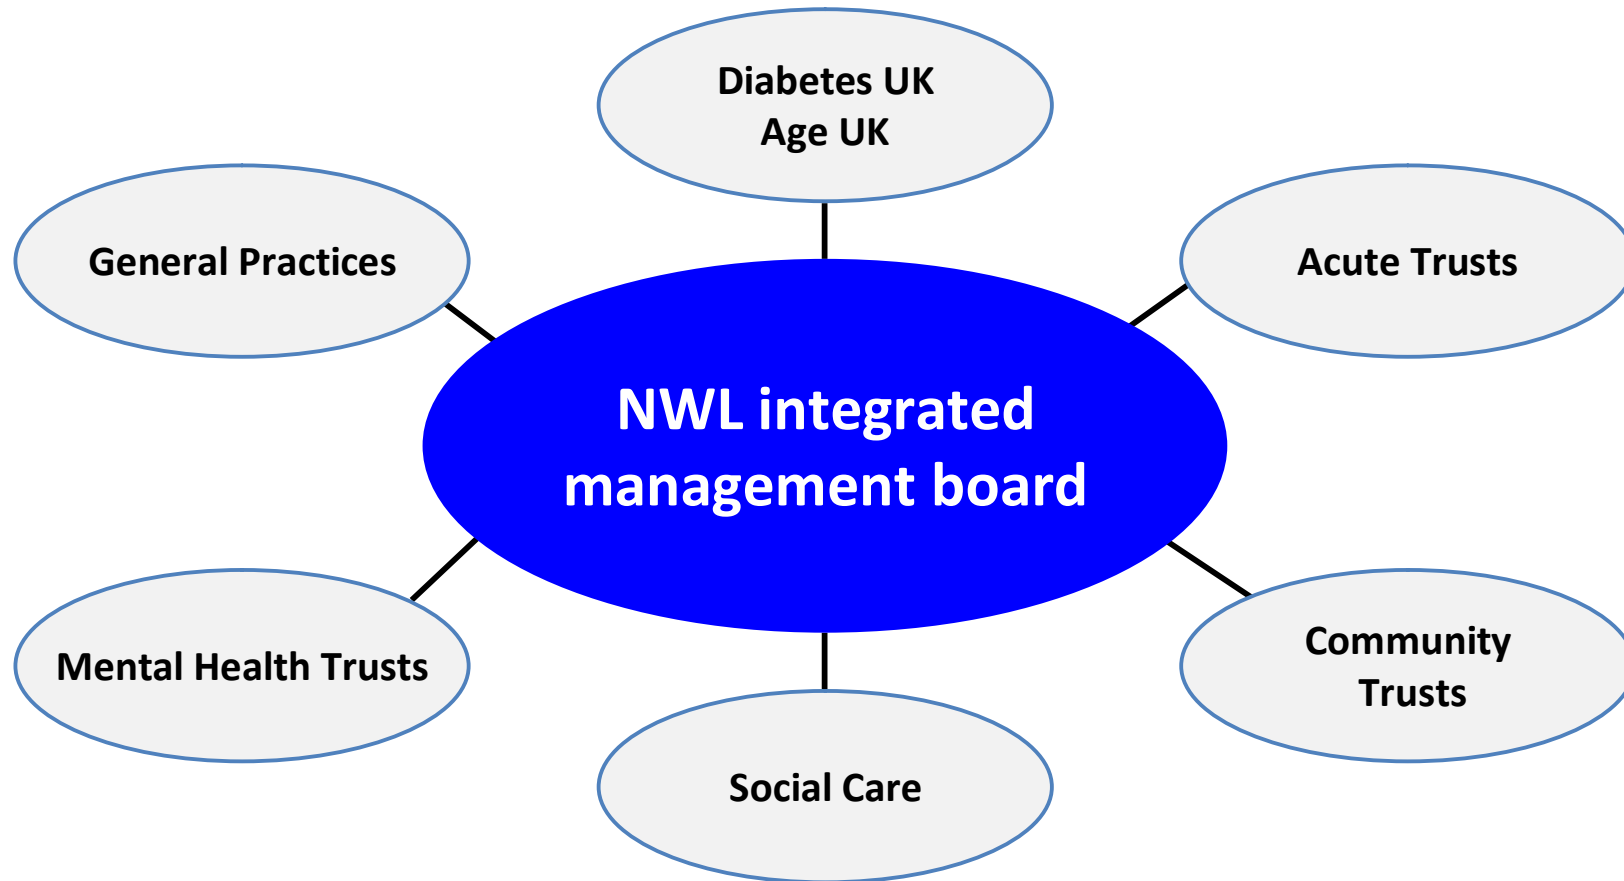 Diabetes UK
Age UK
General Practices
Acute Trusts
NWL integrated
management board
Mental Health Trusts
Community
Trusts
Social Care